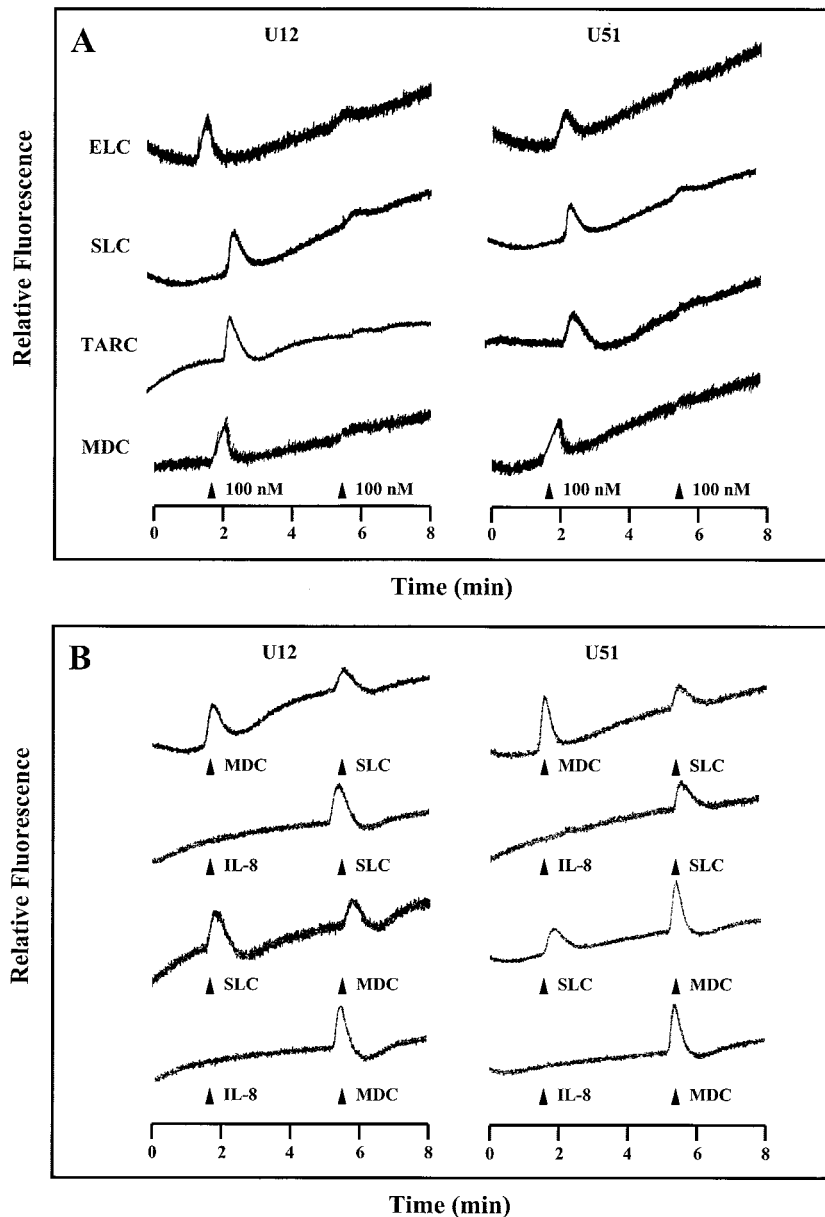 A
U12 U51
Relative Fluorescence
ELC
SLC
TARC
MDC
100 nM 100 nM 100 nM 100 nM
0 2 4 6 8 0 2 4 6 8
Time (min)
B
U12 U51
Relative Fluorescence
MDC SLC MDC SLC
IL-8 SLC IL-8 SLC
SLC MDC SLC MDC
IL-8 MDC IL-8 MDC
0 2 4 6 8 0 2 4 6 8
Time (min)